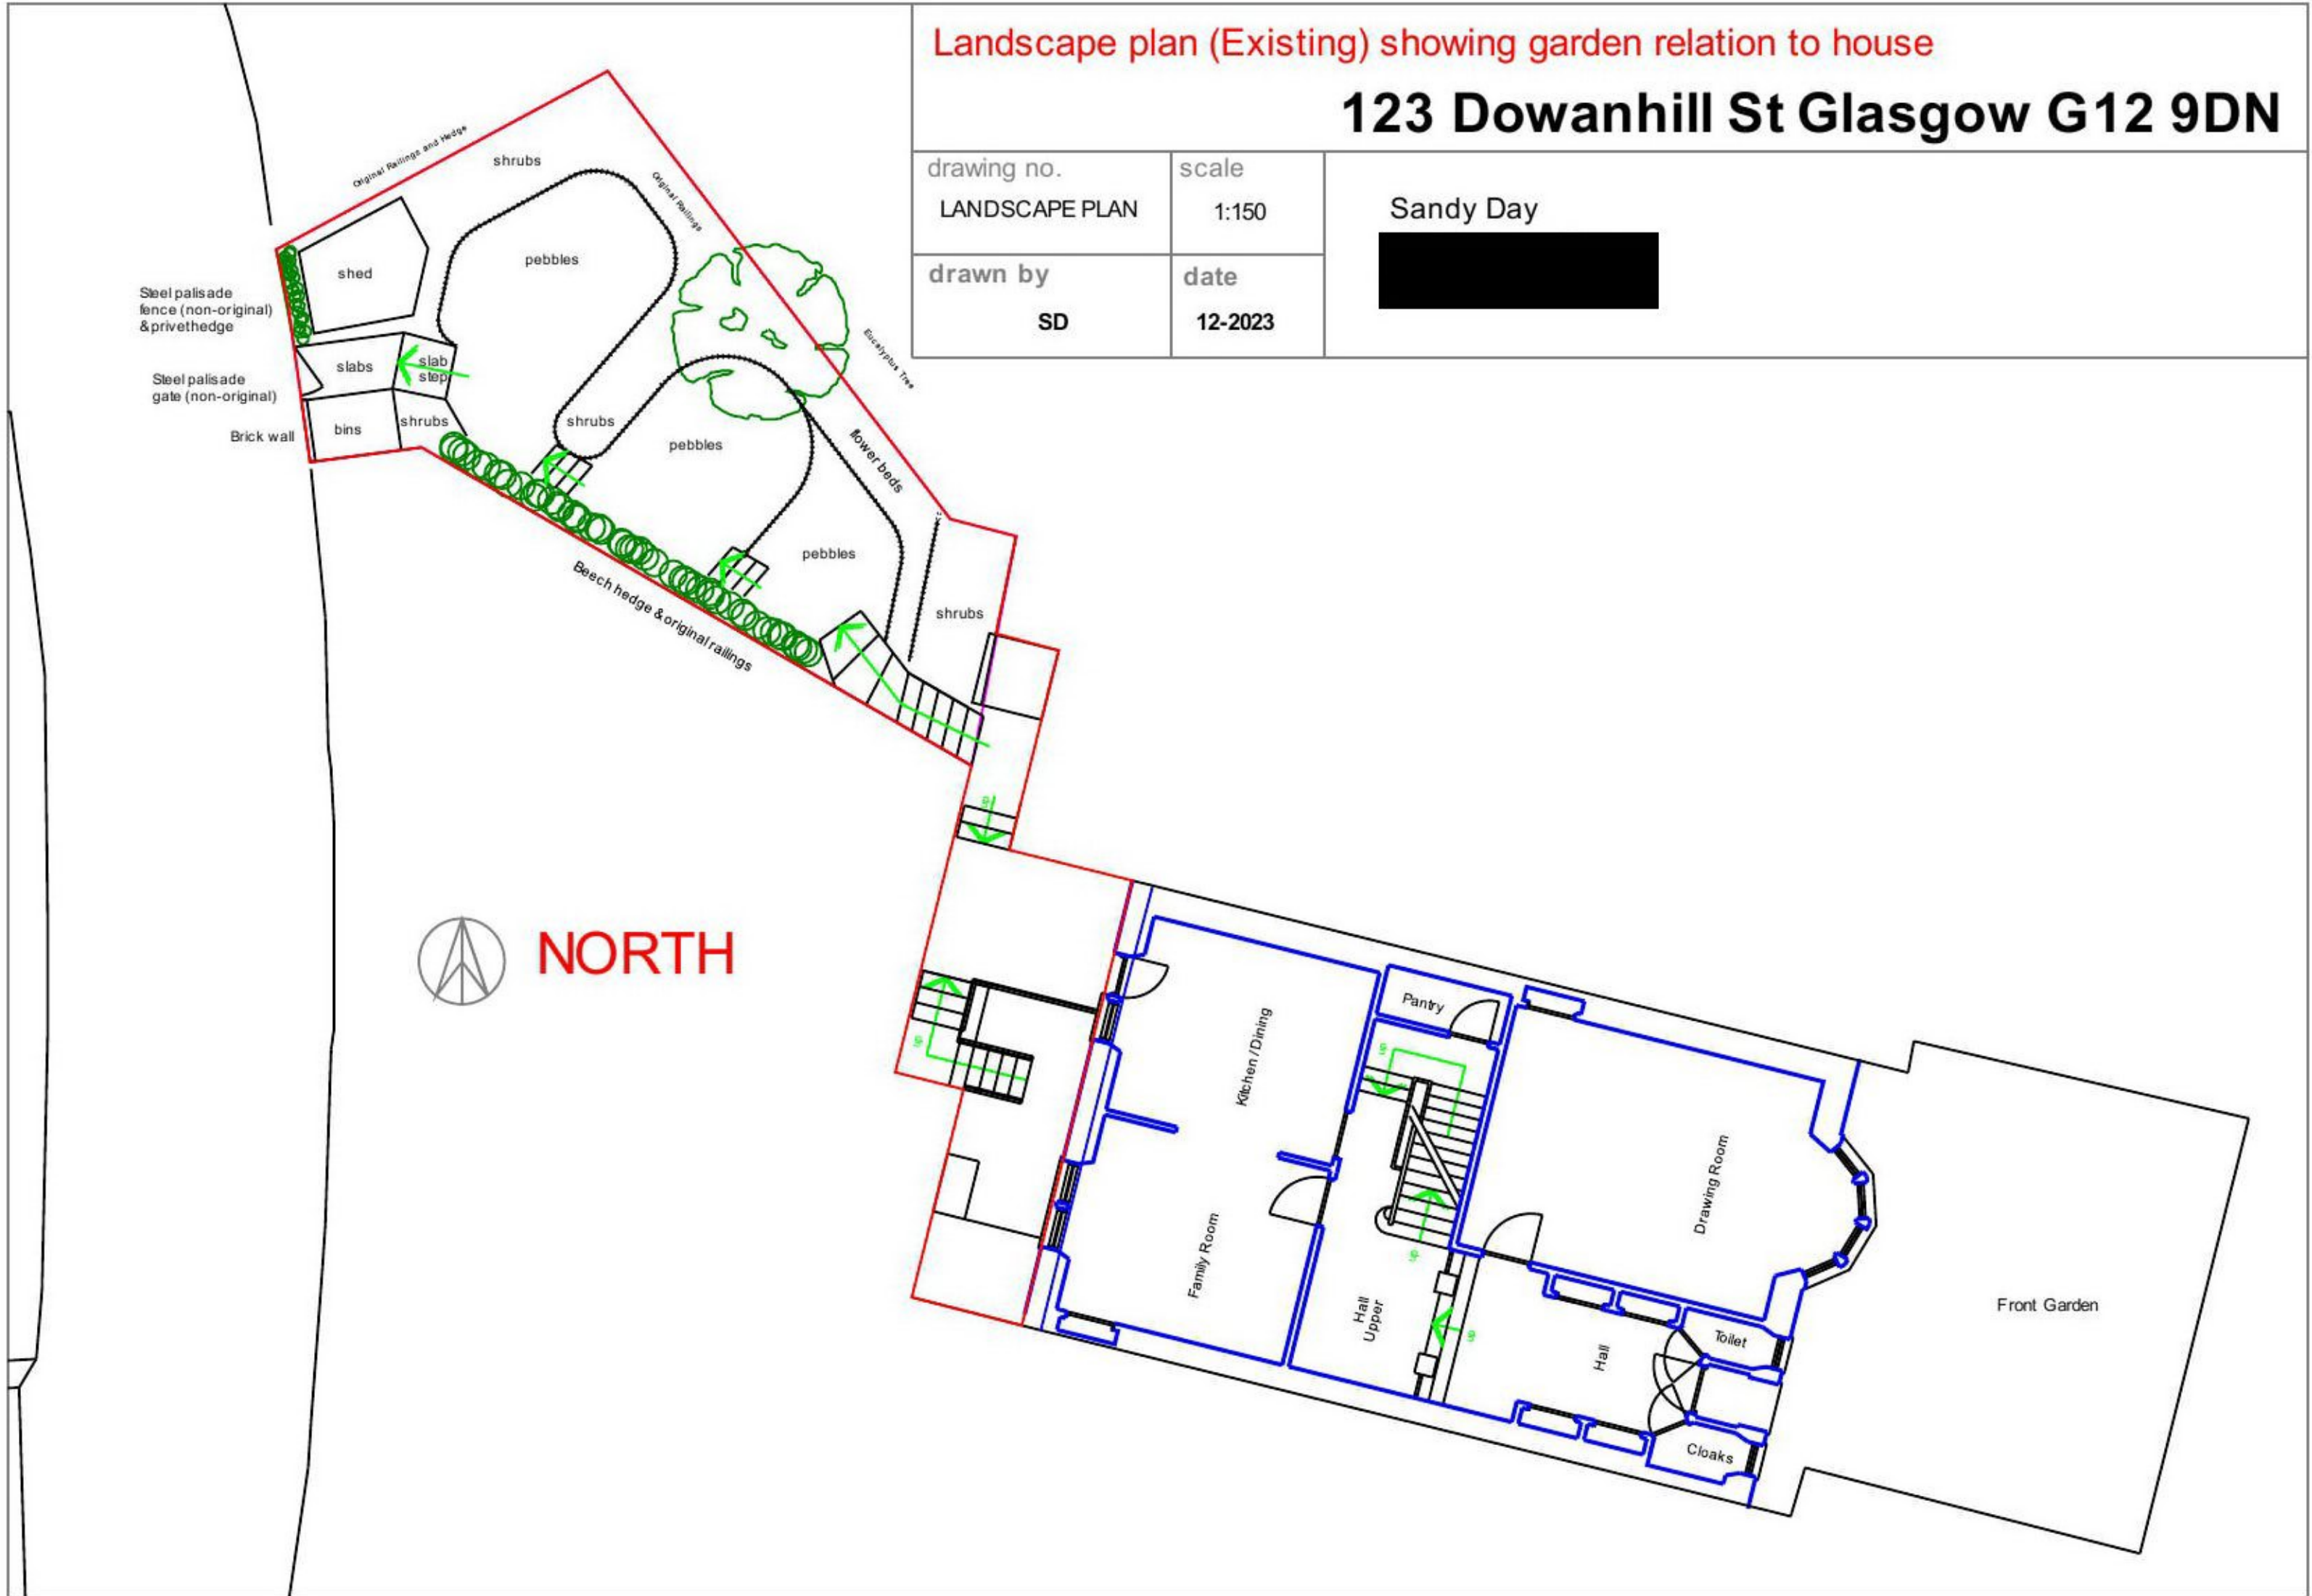 Landscape plan (Existing) showing garden relation to house
123 Dowanhill St Glasgow G12 9DN
drawing no.
LANDSCAPE PLAN
scale
1:150
Sandy Day
drawn by
SD
date
12-2023
Original Railings and Hedge
shrubs
Original Railings
pebbles
shed
Steel palisade
fence (non-original)
& privet hedge
slabs
slab
step
Steel palisade
gate (non-original)
Eucalyptus Tree
Brick wall
bins
shrubs
shrubs
pebbles
flower beds
pebbles
Beech hedge & original railings
shrubs
NORTH
Kitchen / Dining
Pantry
Drawing Room
Family Room
Hall
Upper
Hall
Toilet
Cloaks
Front Garden